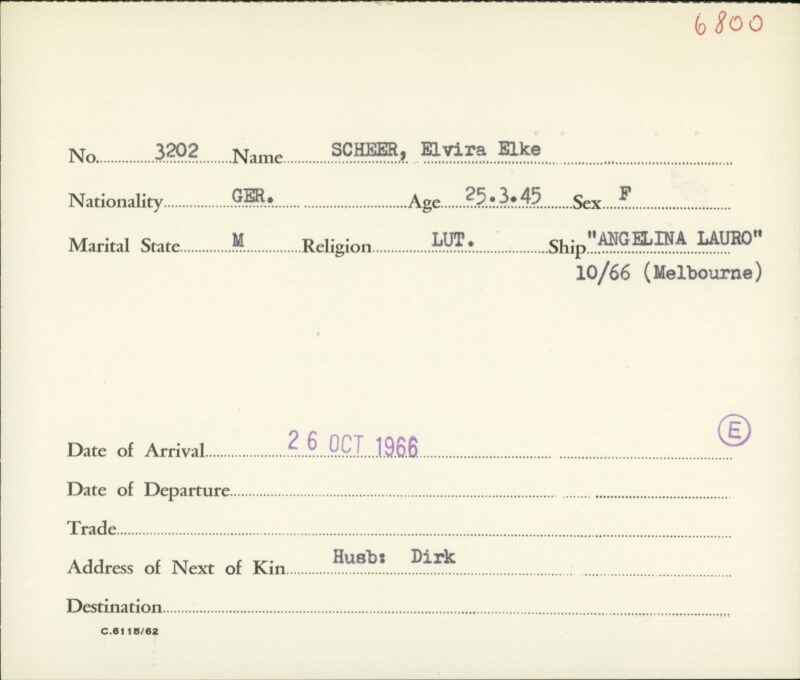 6800
No. 3202 Name SCHEER, Elvira Elke
Nationality GER. Age 25.3.45 Sex F
Marital State M Religion LUT. Ship "ANGELINA LAURO"
10/66 (Melbourne)
E
Date of Arrival 26 OCT 1966
Date of Departure
Trade
Address of Next of Kin Husb: Dirk
Destination
C.6115/62